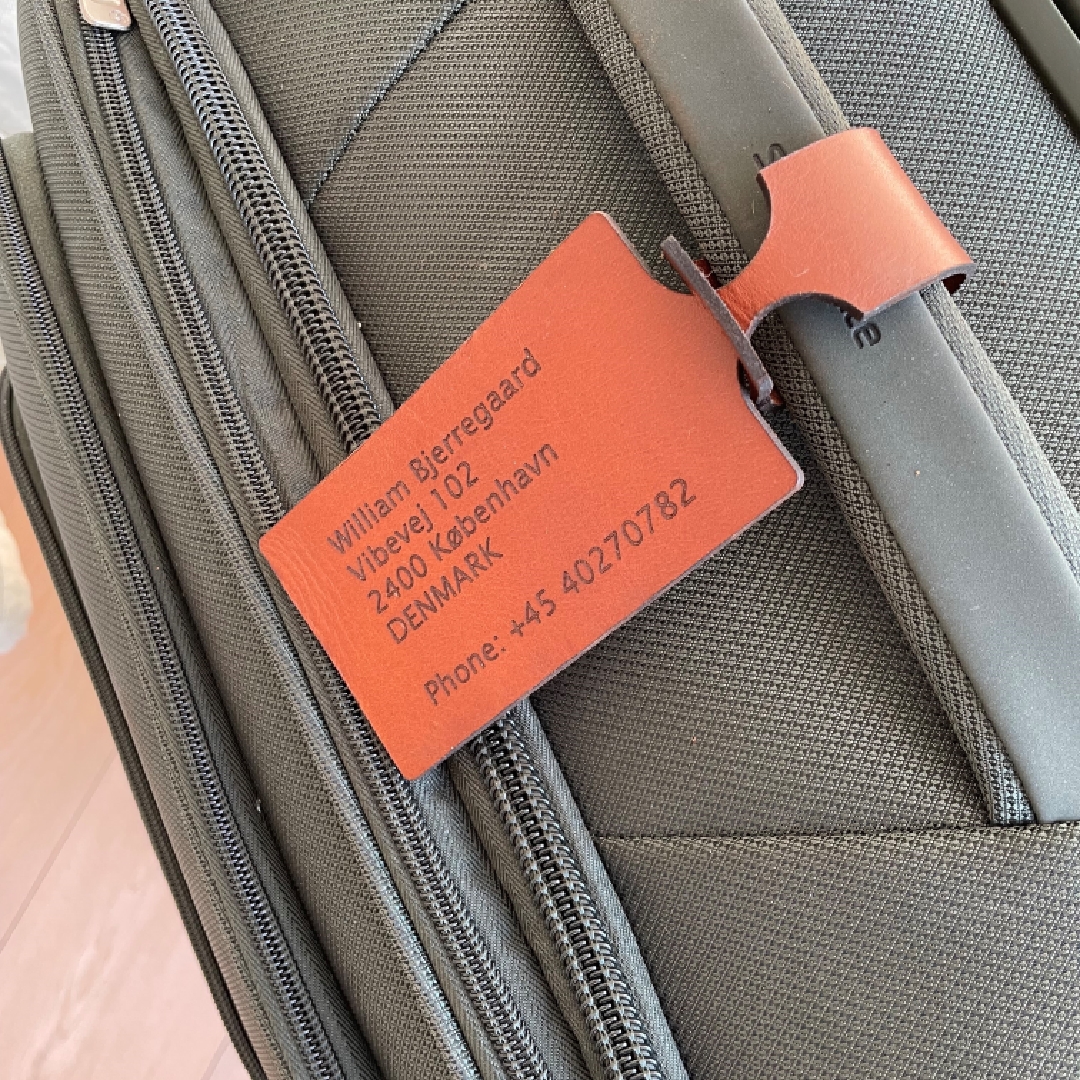 William Bjerregaard
Vibevej 102
2400 København
DENMARK
Phone: +45 40270782